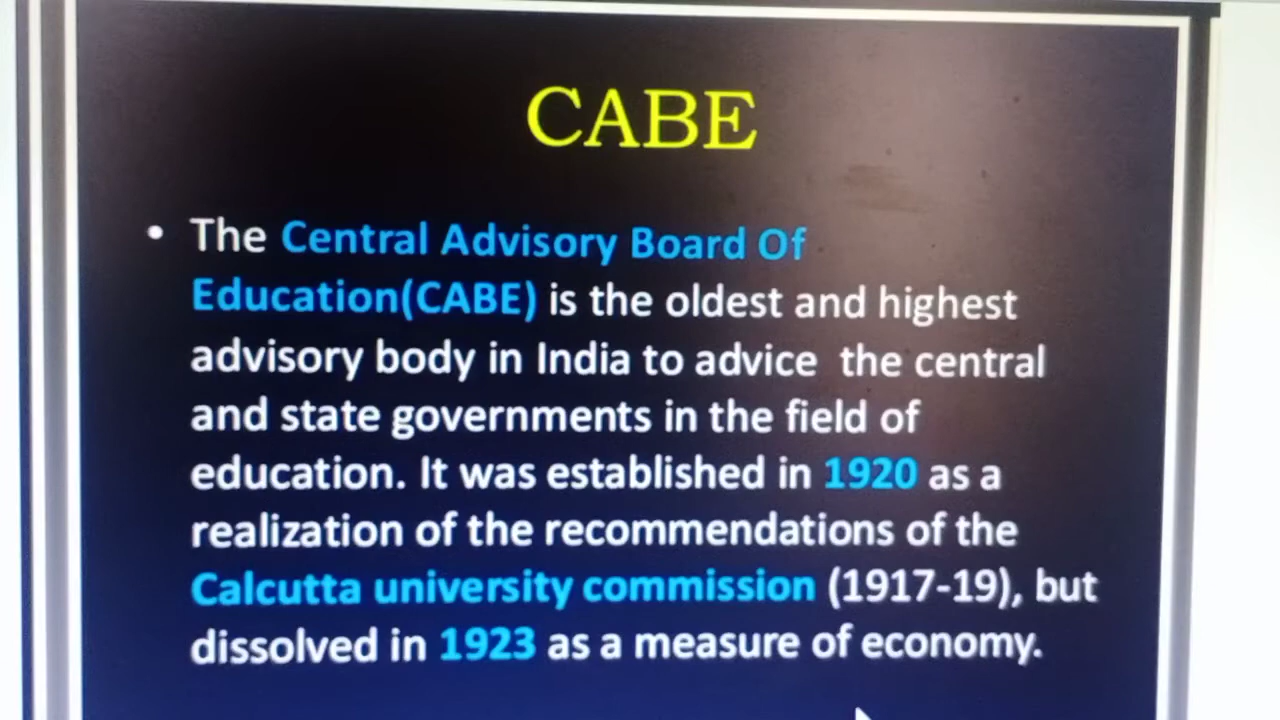 CABE
• The Central Advisory Board Of
Education(CABE) is the oldest and highest
advisory body in India to advice  the central
and state governments in the field of
education. It was established in 1920 as a
realization of the recommendations of the
Calcutta university commission (1917-19), but
dissolved in 1923 as a measure of economy.